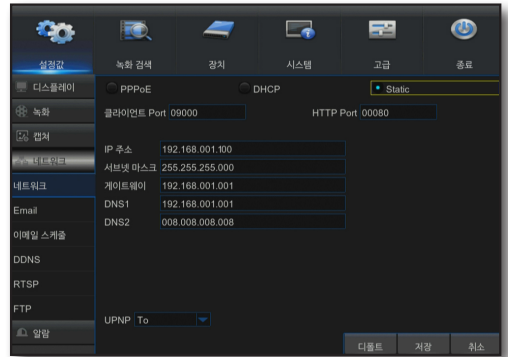 설정값 녹화 검색 장치 시스템 고급 종료
디스플레이
녹화
캡처
네트워크
네트워크
Email
이메일 스케줄
DDNS
RTSP
FTP
알람
PPPoE DHCP Static
클라이언트 Port 09000 HTTP Port 00080
IP 주소 192.168.001.100
서브넷 마스크 255.255.255.000
게이트웨이 192.168.001.001
DNS1 192.168.001.001
DNS2 008.008.008.008
UPNP To
디폴트 저장 취소